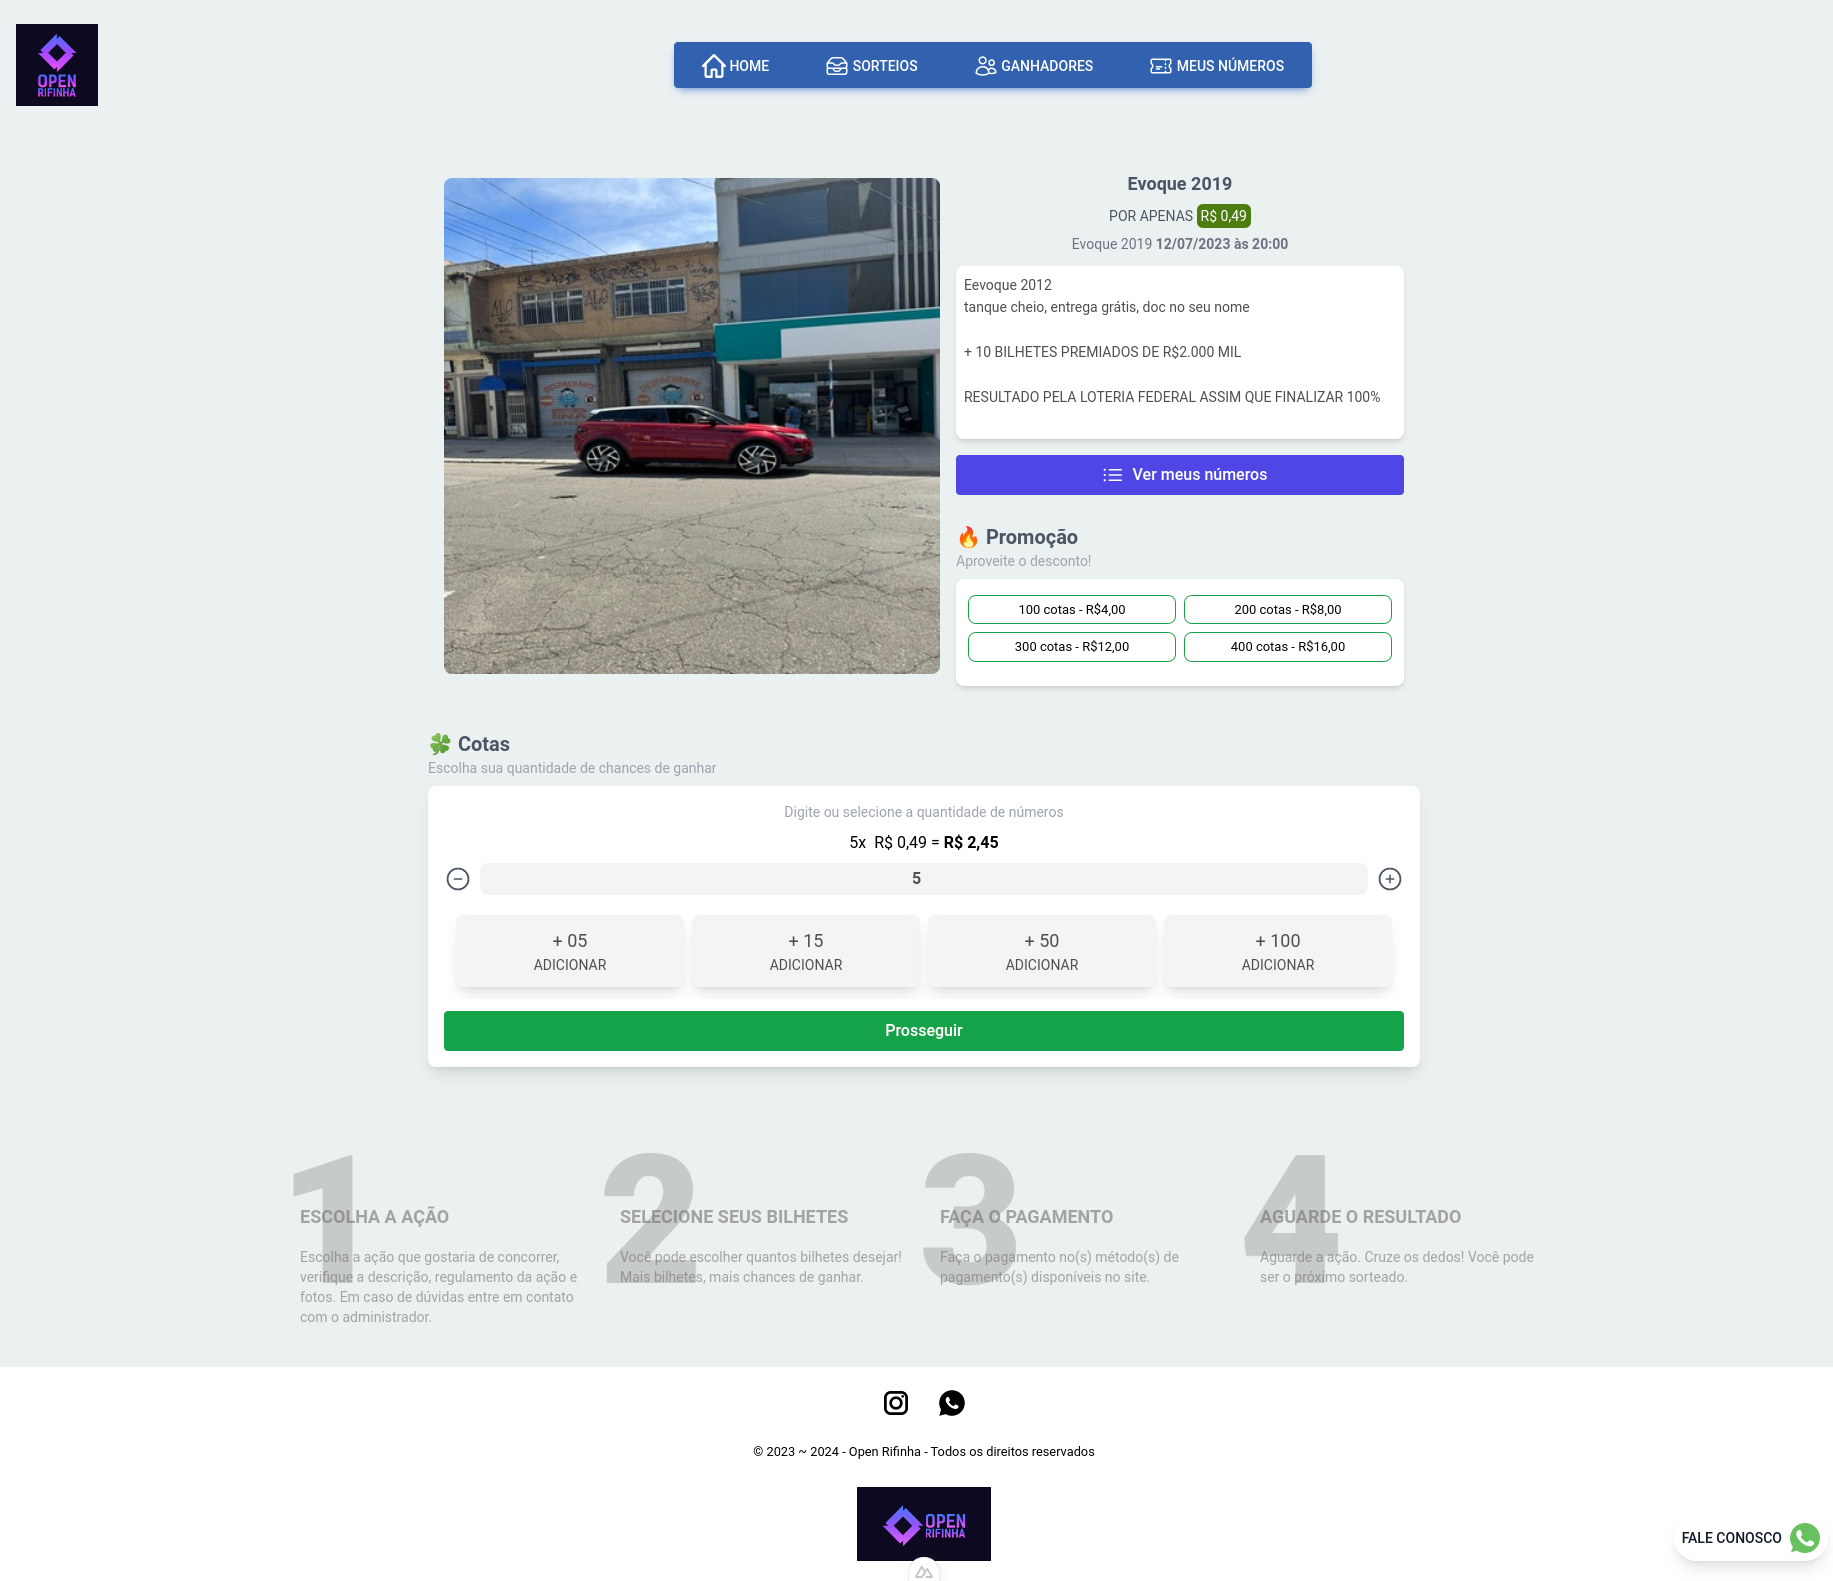 OPEN
RIFINHA
HOME
SORTEIOS
GANHADORES
MEUS NÚMEROS
Evoque 2019
POR APENAS R$ 0,49
Evoque 2019 12/07/2023 às 20:00
Eevoque 2012
tanque cheio, entrega grátis, doc no seu nome
+ 10 BILHETES PREMIADOS DE R$2.000 MIL
RESULTADO PELA LOTERIA FEDERAL ASSIM QUE FINALIZAR 100%
Ver meus números
ALO
ALO
DESPACHANTE
DESPACHANTE
🔥 Promoção
Aproveite o desconto!
100 cotas - R$4,00
200 cotas - R$8,00
300 cotas - R$12,00
400 cotas - R$16,00
🍀 Cotas
Escolha sua quantidade de chances de ganhar
Digite ou selecione a quantidade de números
5x R$ 0,49 = R$ 2,45
5
+ 05
ADICIONAR
+ 15
ADICIONAR
+ 50
ADICIONAR
+ 100
ADICIONAR
Prosseguir
1
ESCOLHA A AÇÃO
Escolha a ação que gostaria de concorrer,
verifique a descrição, regulamento da ação e
fotos. Em caso de dúvidas entre em contato
com o administrador.
2
SELECIONE SEUS BILHETES
Você pode escolher quantos bilhetes desejar!
Mais bilhetes, mais chances de ganhar.
3
FAÇA O PAGAMENTO
Faça o pagamento no(s) método(s) de
pagamento(s) disponíveis no site.
4
AGUARDE O RESULTADO
Aguarde a ação. Cruze os dedos! Você pode
ser o próximo sorteado.
© 2023 ~ 2024 - Open Rifinha - Todos os direitos reservados
OPEN
RIFINHA
FALE CONOSCO